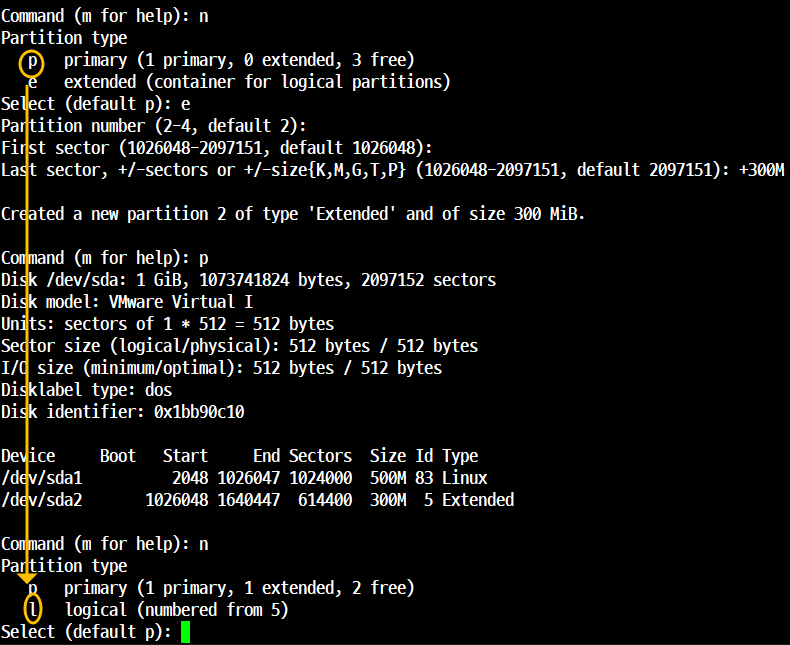 Command (m for help): n
Partition type
   p   primary (1 primary, 0 extended, 3 free)
   e   extended (container for logical partitions)
Select (default p): e
Partition number (2-4, default 2):
First sector (1026048-2097151, default 1026048):
Last sector, +/-sectors or +/-size{K,M,G,T,P} (1026048-2097151, default 2097151): +300M

Created a new partition 2 of type 'Extended' and of size 300 MiB.

Command (m for help): p
Disk /dev/sda: 1 GiB, 1073741824 bytes, 2097152 sectors
Disk model: VMware Virtual I
Units: sectors of 1 * 512 = 512 bytes
Sector size (logical/physical): 512 bytes / 512 bytes
I/O size (minimum/optimal): 512 bytes / 512 bytes
Disklabel type: dos
Disk identifier: 0x1bb90c10

Device     Boot   Start     End Sectors  Size Id Type
/dev/sda1          2048 1026047 1024000  500M 83 Linux
/dev/sda2       1026048 1640447  614400  300M  5 Extended

Command (m for help): n
Partition type
   p   primary (1 primary, 1 extended, 2 free)
   l   logical (numbered from 5)
Select (default p):